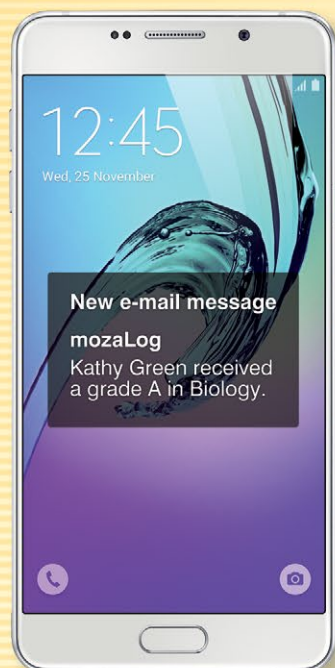 12:45
Wed, 25 November
New e-mail message
mozaLog
Kathy Green received
a grade A in Biology.